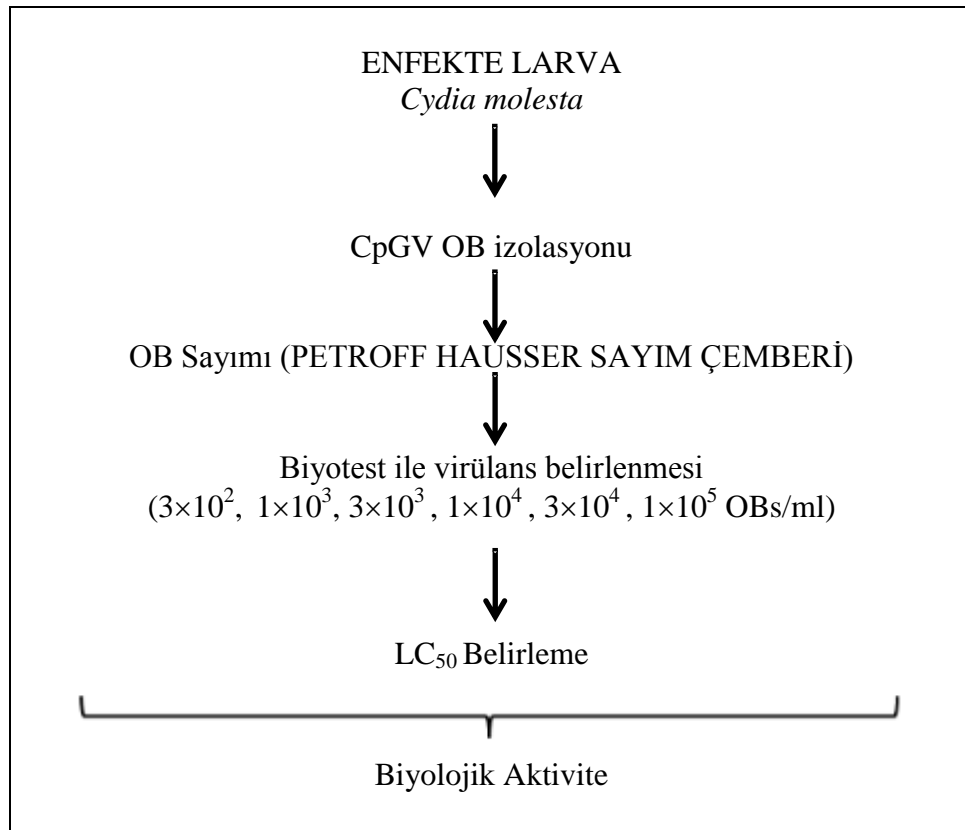 ENFEKTE LARVA
Cydia molesta
CpGV OB izolasyonu
OB Sayımı (PETROFF HAUSSER SAYIM ÇEMBERİ)
Biyotest ile virülans belirlenmesi
(3×10², 1×10³, 3×10³ , 1×10⁴ , 3×10⁴ , 1×10⁵ OBs/ml)
LC₅₀ Belirleme
Biyolojik Aktivite